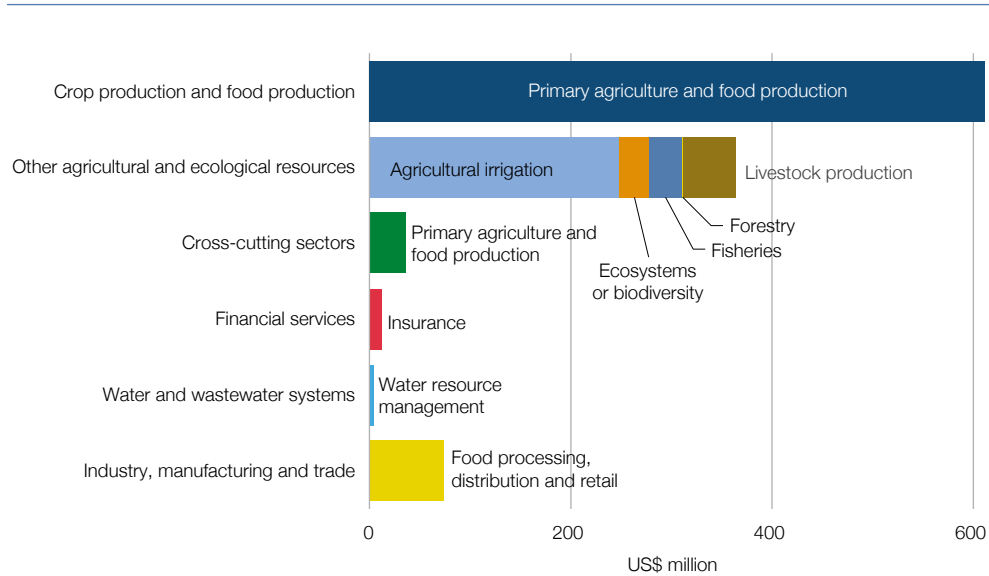 Crop production and food production
Primary agriculture and food production
Other agricultural and ecological resources
Agricultural irrigation
Livestock production
Forestry
Fisheries
Ecosystems
or biodiversity
Cross-cutting sectors
Primary agriculture and
food production
Financial services
Insurance
Water and wastewater systems
Water resource
management
Industry, manufacturing and trade
Food processing,
distribution and retail
0
200
400
600
US$ million